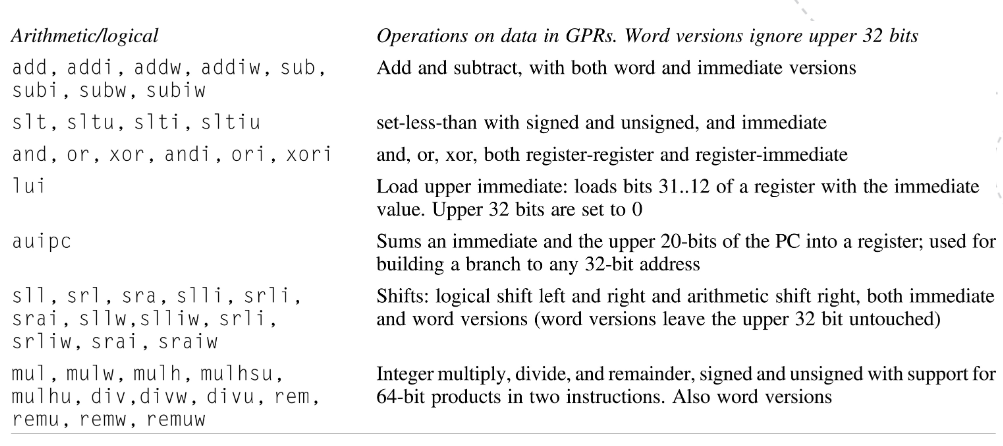 Arithmetic/logical Operations on data in GPRs. Word versions ignore upper 32 bits
add, addi, addw, addiw, sub, Add and subtract, with both word and immediate versions
subi, subw, subiw
slt, sltu, slti, sltiu set-less-than with signed and unsigned, and immediate
and, or, xor, andi, ori, xori and, or, xor, both register-register and register-immediate
lui Load upper immediate: loads bits 31..12 of a register with the immediate
value. Upper 32 bits are set to 0
auipc Sums an immediate and the upper 20-bits of the PC into a register; used for
building a branch to any 32-bit address
sll, srl, sra, slli, srli, Shifts: logical shift left and right and arithmetic shift right, both immediate
srai, sllw,slliw, srli, and word versions (word versions leave the upper 32 bit untouched)
srliw, srai, sraiw
mul, mulw, mulh, mulhsu, Integer multiply, divide, and remainder, signed and unsigned with support for
mulhu, div,divw, divu, rem, 64-bit products in two instructions. Also word versions
remu, remw, remuw